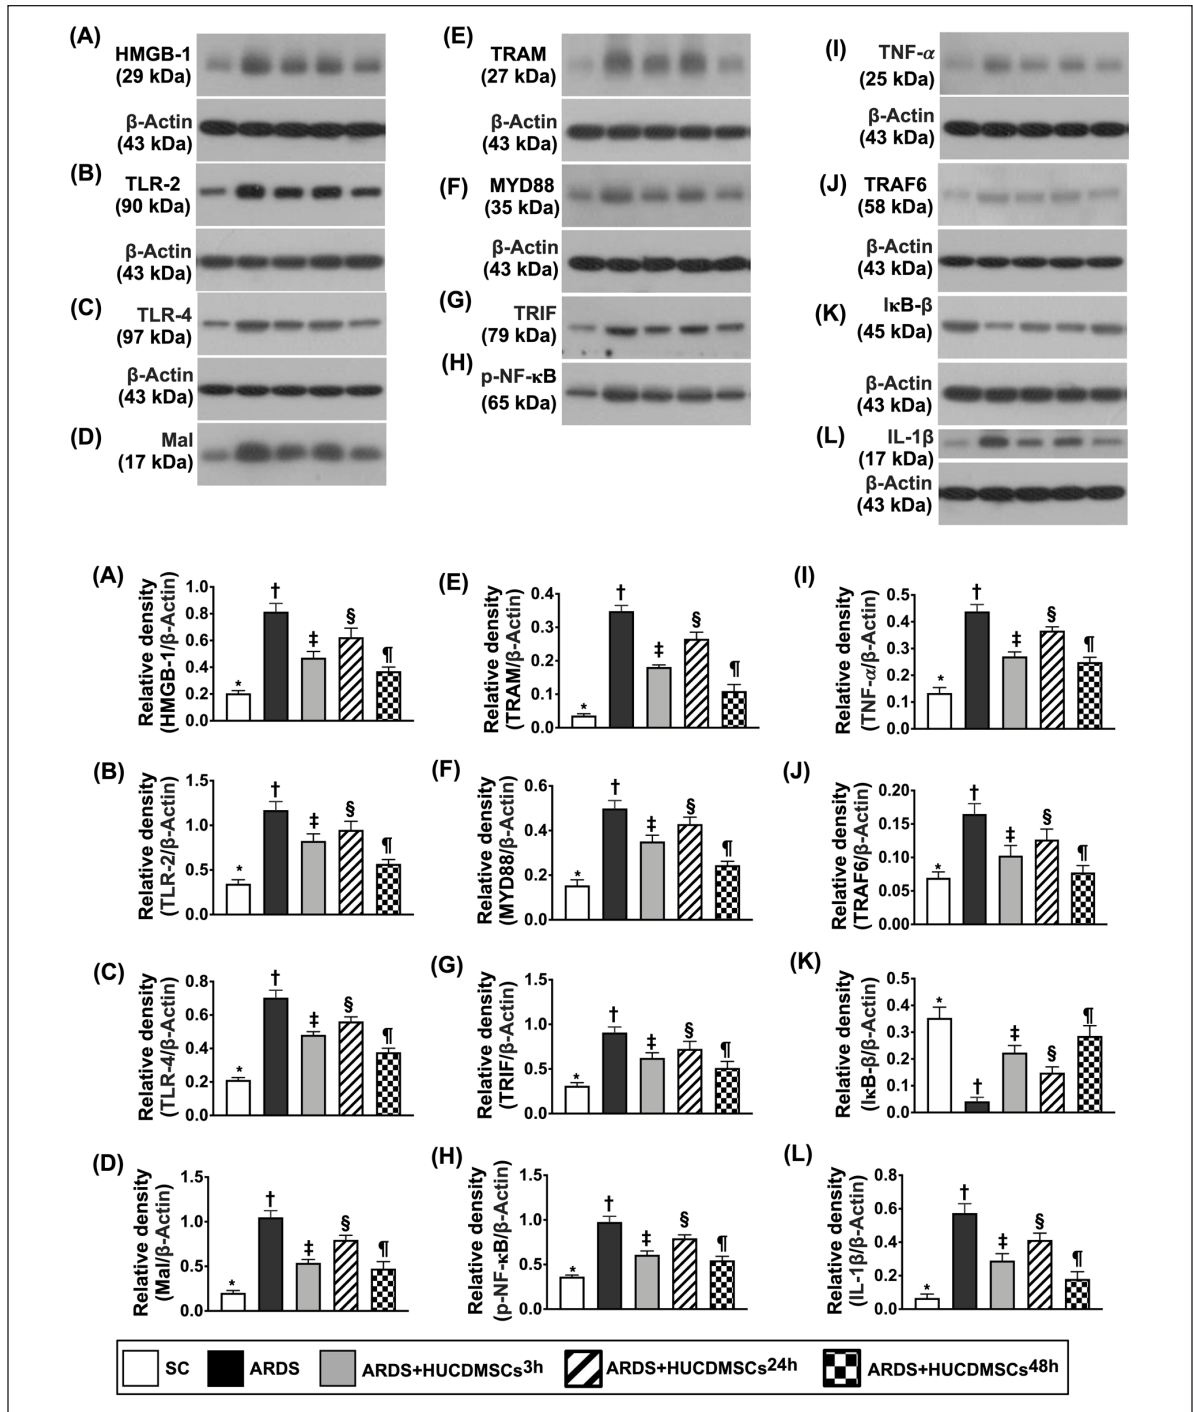 (A)
HMGB-1
(29 kDa)
β-Actin
(43 kDa)
(B)
TLR-2
(90 kDa)
β-Actin
(43 kDa)
(C)
TLR-4
(97 kDa)
β-Actin
(43 kDa)
(D)
Mal
(17 kDa)
(E)
TRAM
(27 kDa)
β-Actin
(43 kDa)
(F)
MYD88
(35 kDa)
β-Actin
(43 kDa)
(G)
TRIF
(79 kDa)
(H)
p-NF-κB
(65 kDa)
(I)
TNF-α
(25 kDa)
β-Actin
(43 kDa)
(J)
TRAF6
(58 kDa)
β-Actin
(43 kDa)
(K)
IκB-β
(45 kDa)
β-Actin
(43 kDa)
(L)
IL-1β
(17 kDa)
β-Actin
(43 kDa)
(A)
Relative density
(HMGB-1/β-Actin)
1.0
0.8
0.6
0.4
0.2
0.0
* † ‡ § ¶
(E)
Relative density
(TRAM/β-Actin)
0.4
0.3
0.2
0.1
0.0
* † ‡ § ¶
(I)
Relative density
(TNF-α/β-Actin)
0.5
0.4
0.3
0.2
0.1
0.0
* † ‡ § ¶
(B)
Relative density
(TLR-2/β-Actin)
1.5
1.0
0.5
0.0
* † ‡ § ¶
(F)
Relative density
(MYD88/β-Actin)
0.6
0.4
0.2
0.0
* † ‡ § ¶
(J)
Relative density
(TRAF6/β-Actin)
0.20
0.15
0.10
0.05
0.00
* † ‡ § ¶
(C)
Relative density
(TLR-4/β-Actin)
0.8
0.6
0.4
0.2
0.0
* † ‡ § ¶
(G)
Relative density
(TRIF/β-Actin)
1.5
1.0
0.5
0.0
* † ‡ § ¶
(K)
Relative density
(IκB-β/β-Actin)
0.5
0.4
0.3
0.2
0.1
0.0
* † ‡ § ¶
(D)
Relative density
(Mal/β-Actin)
1.5
1.0
0.5
0.0
* † ‡ § ¶
(H)
Relative density
(p-NF-κB/β-Actin)
1.5
1.0
0.5
0.0
* † ‡ § ¶
(L)
Relative density
(IL-1β/β-Actin)
0.8
0.6
0.4
0.2
0.0
* † ‡ § ¶
SC ARDS ARDS+HUCDMSCs3h ARDS+HUCDMSCs24h ARDS+HUCDMSCs48h